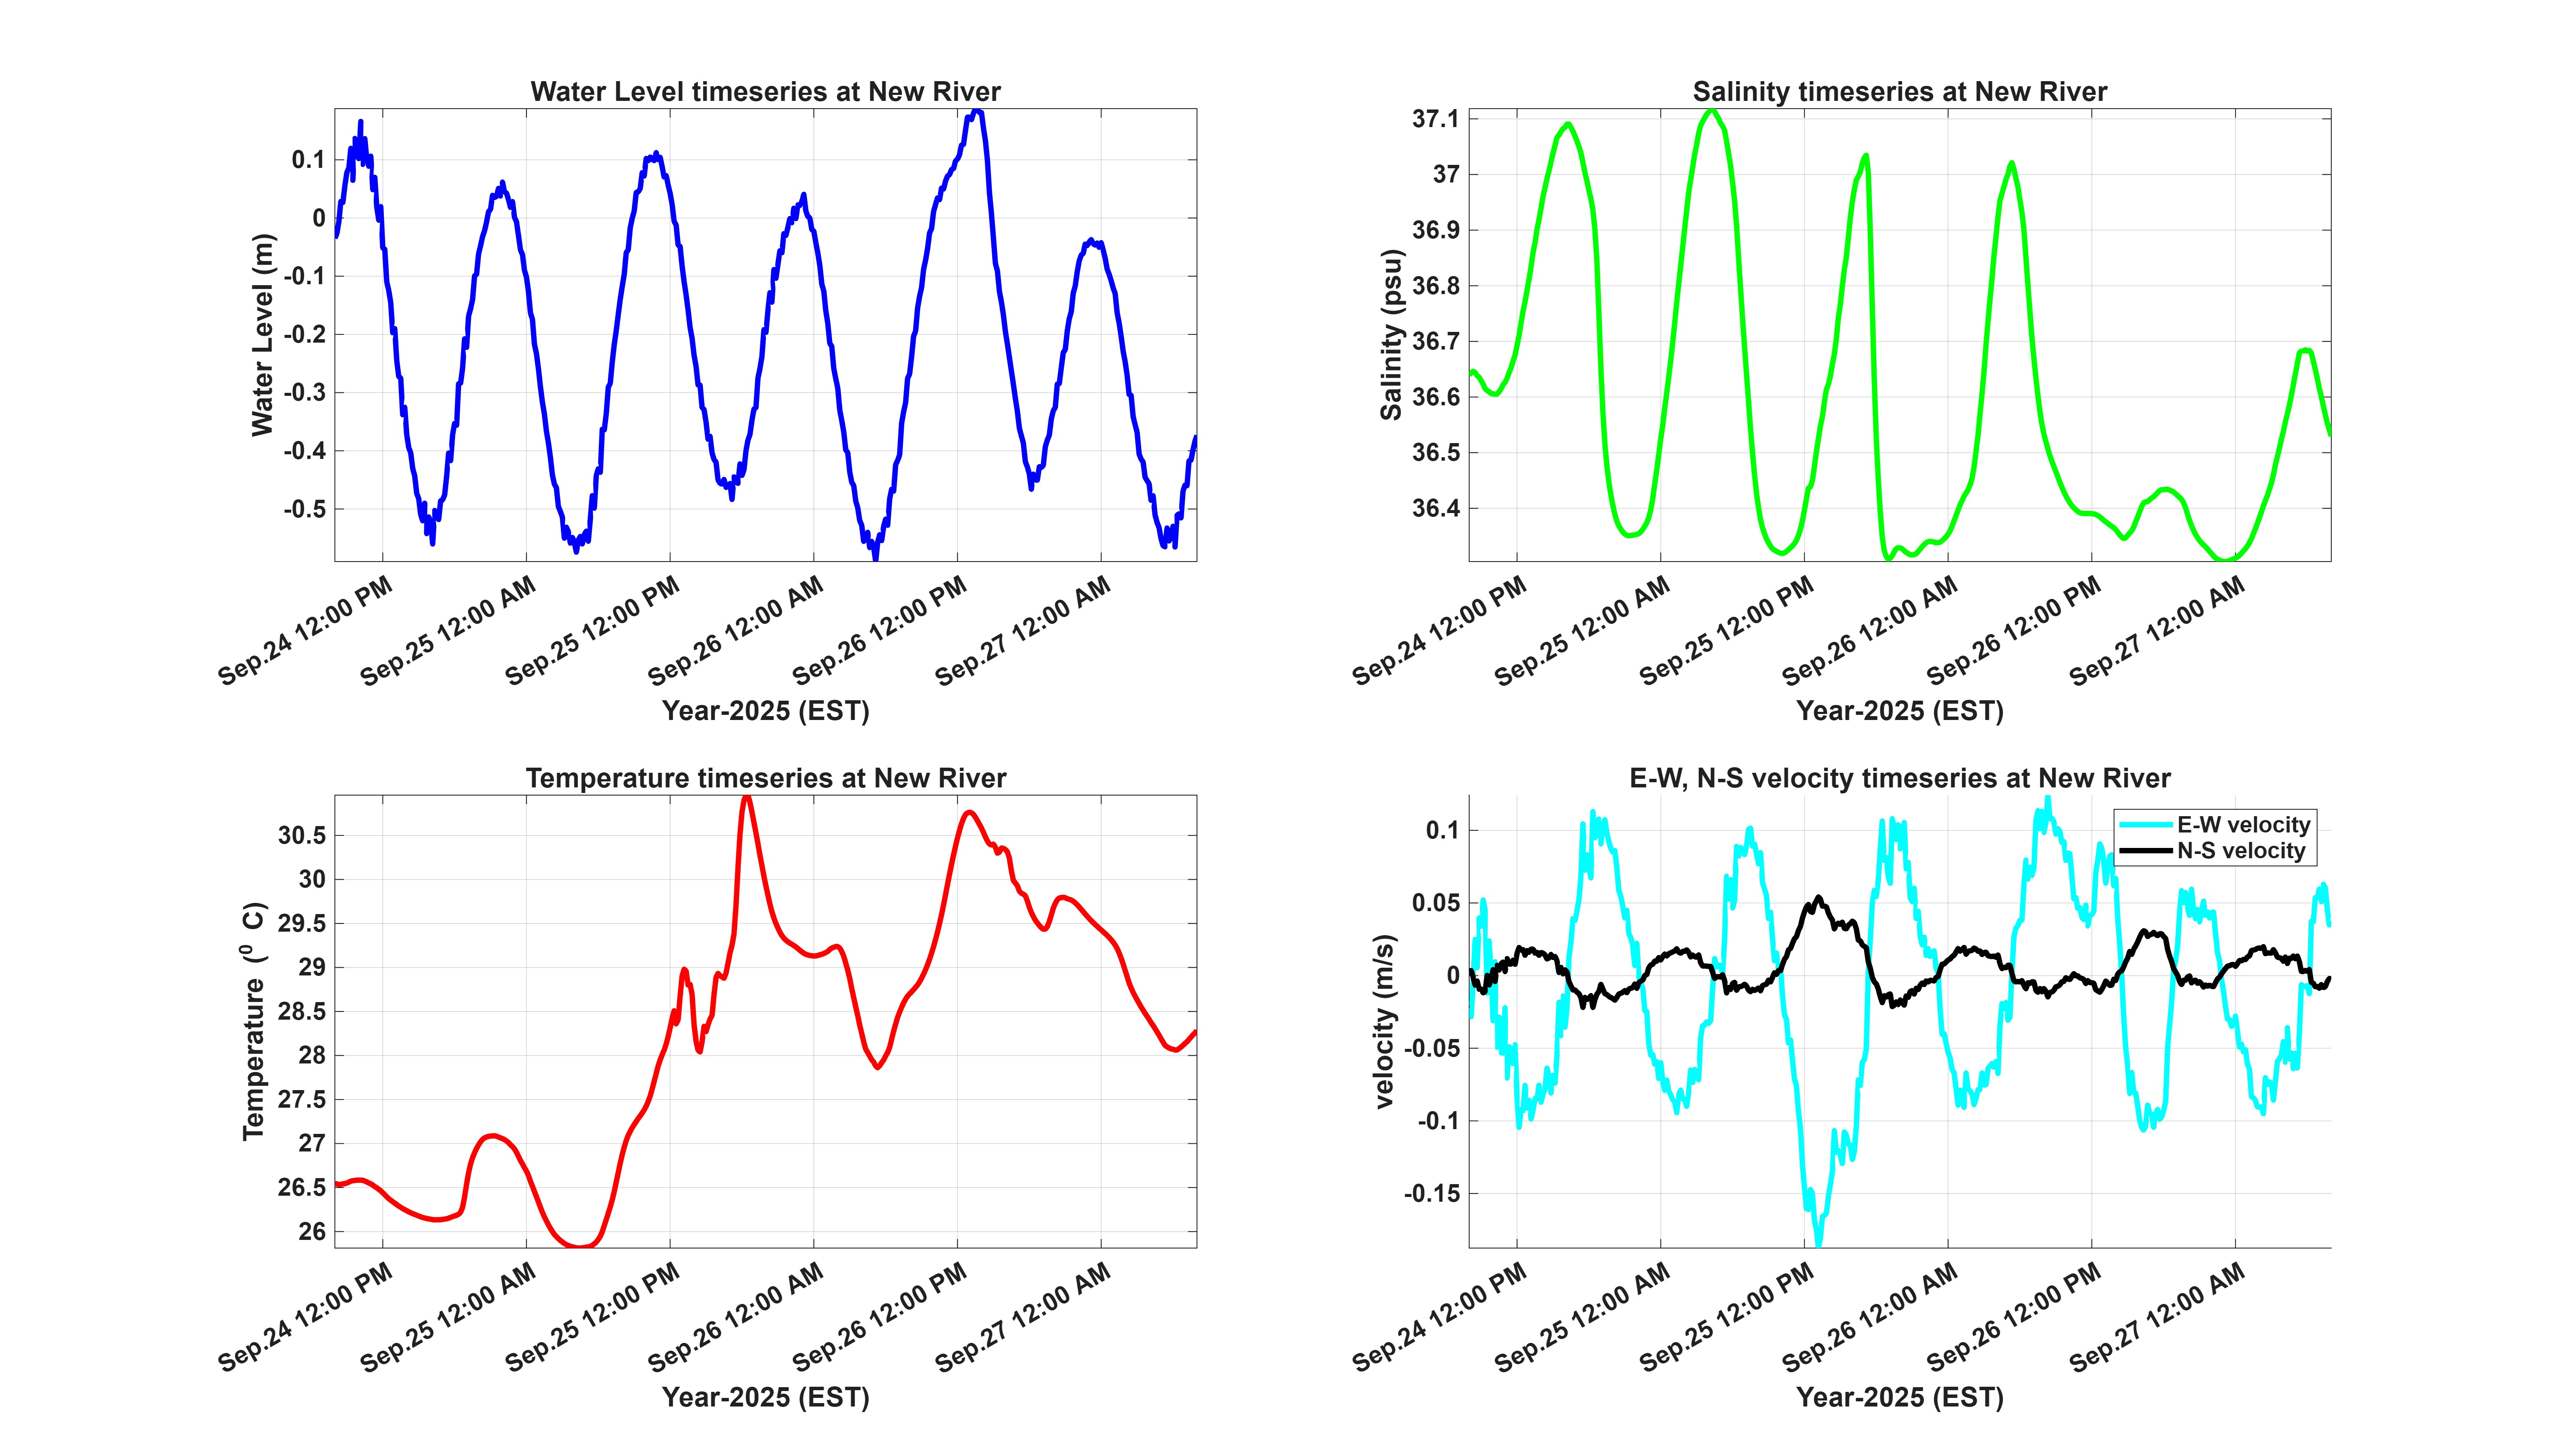 Water Level timeseries at New River
Water Level (m)
0.1
0
-0.1
-0.2
-0.3
-0.4
-0.5
Sep.24 12:00 PM
Sep.25 12:00 AM
Sep.25 12:00 PM
Sep.26 12:00 AM
Sep.26 12:00 PM
Sep.27 12:00 AM
Year-2025 (EST)
Salinity timeseries at New River
Salinity (psu)
37.1
37
36.9
36.8
36.7
36.6
36.5
36.4
Sep.24 12:00 PM
Sep.25 12:00 AM
Sep.25 12:00 PM
Sep.26 12:00 AM
Sep.26 12:00 PM
Sep.27 12:00 AM
Year-2025 (EST)
Temperature timeseries at New River
Temperature (⁰ C)
30.5
30
29.5
29
28.5
28
27.5
27
26.5
26
Sep.24 12:00 PM
Sep.25 12:00 AM
Sep.25 12:00 PM
Sep.26 12:00 AM
Sep.26 12:00 PM
Sep.27 12:00 AM
Year-2025 (EST)
E-W, N-S velocity timeseries at New River
velocity (m/s)
0.1
0.05
0
-0.05
-0.1
-0.15
E-W velocity
N-S velocity
Sep.24 12:00 PM
Sep.25 12:00 AM
Sep.25 12:00 PM
Sep.26 12:00 AM
Sep.26 12:00 PM
Sep.27 12:00 AM
Year-2025 (EST)